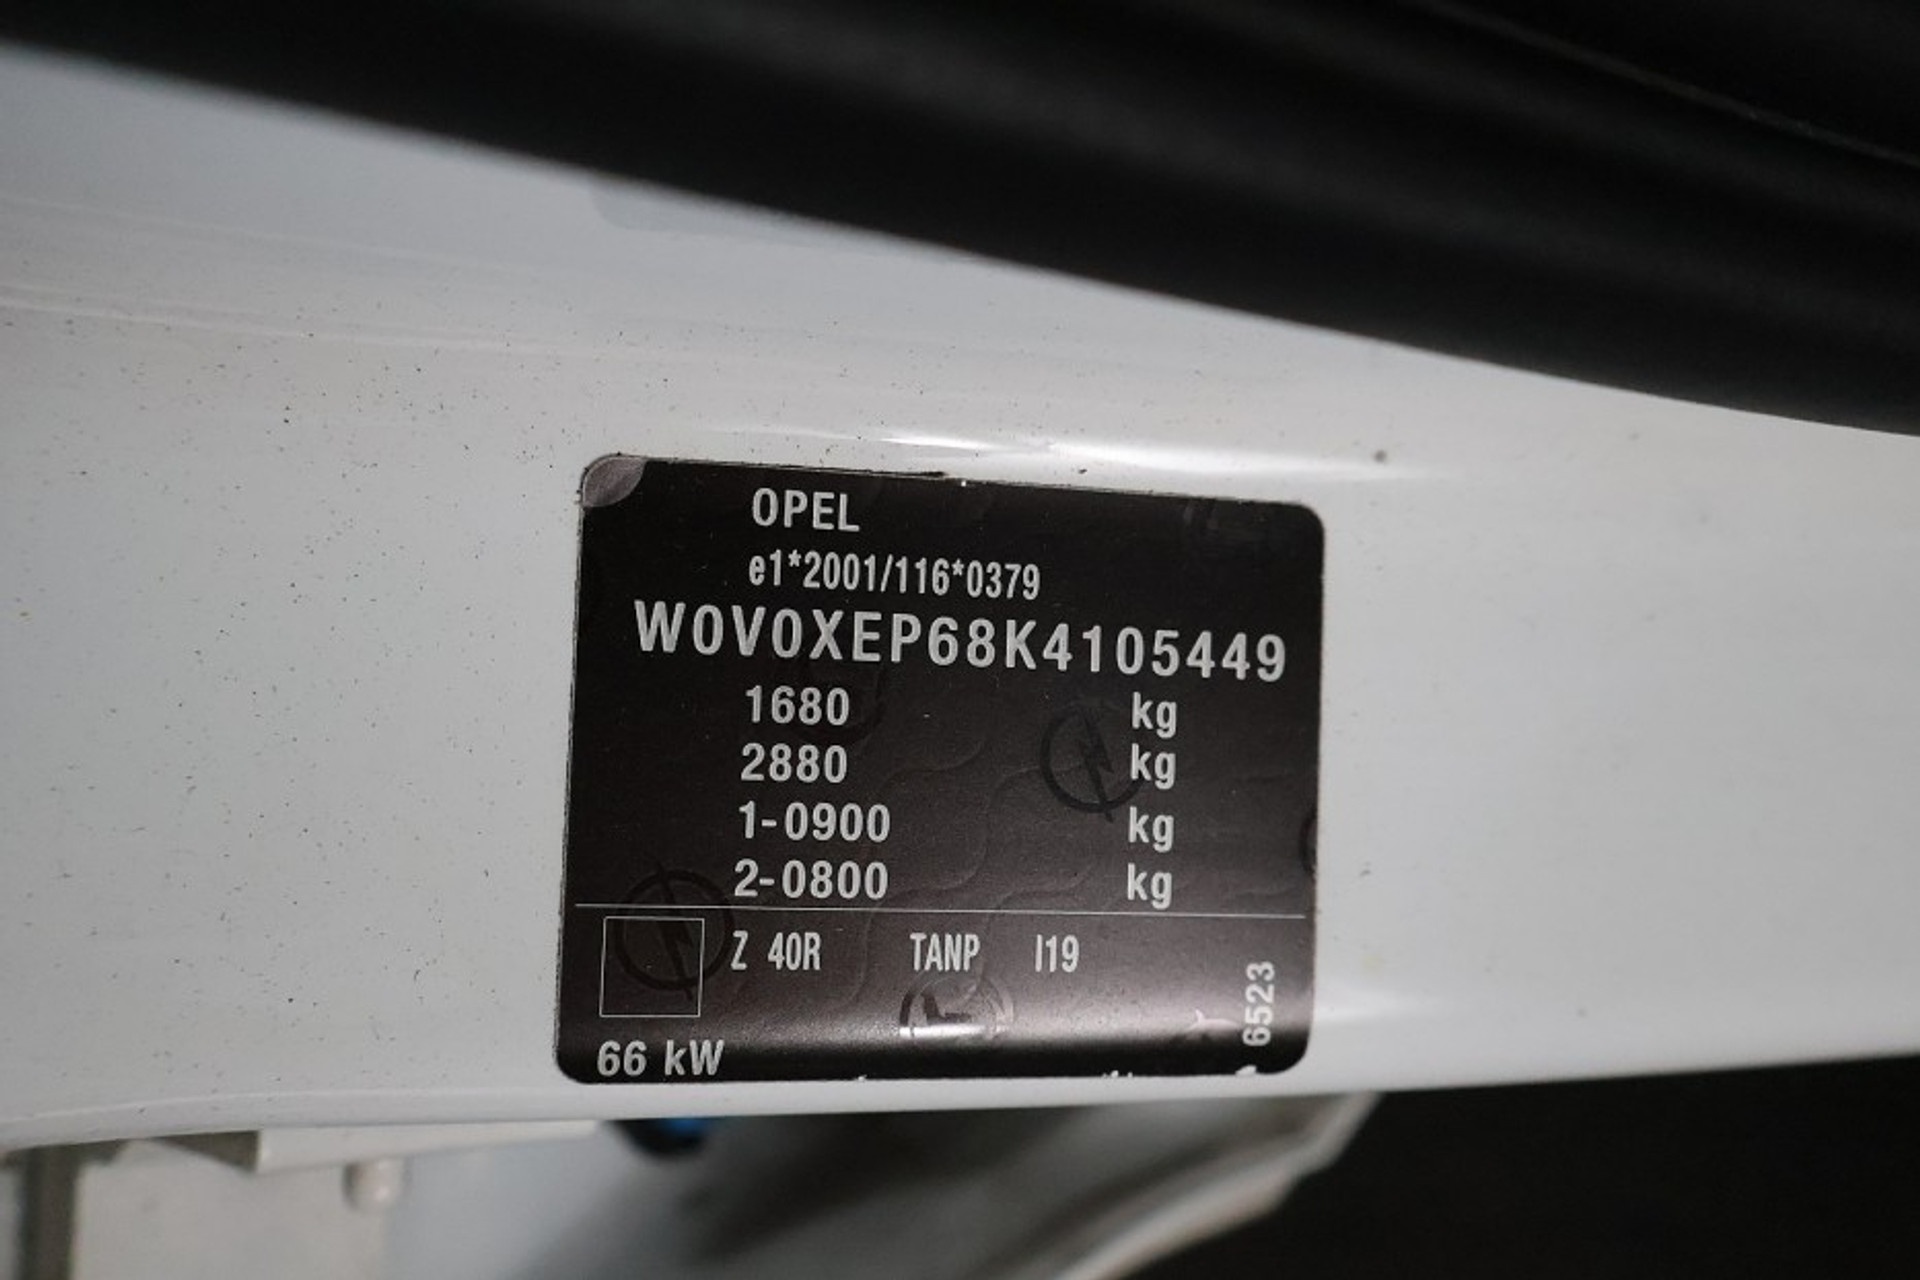 OPEL
e1*2001/116*0379
W0V0XEP68K4105449
1680 kg
2880 kg
1-0900 kg
2-0800 kg
Z 40R TANP I19
66 kW
6523